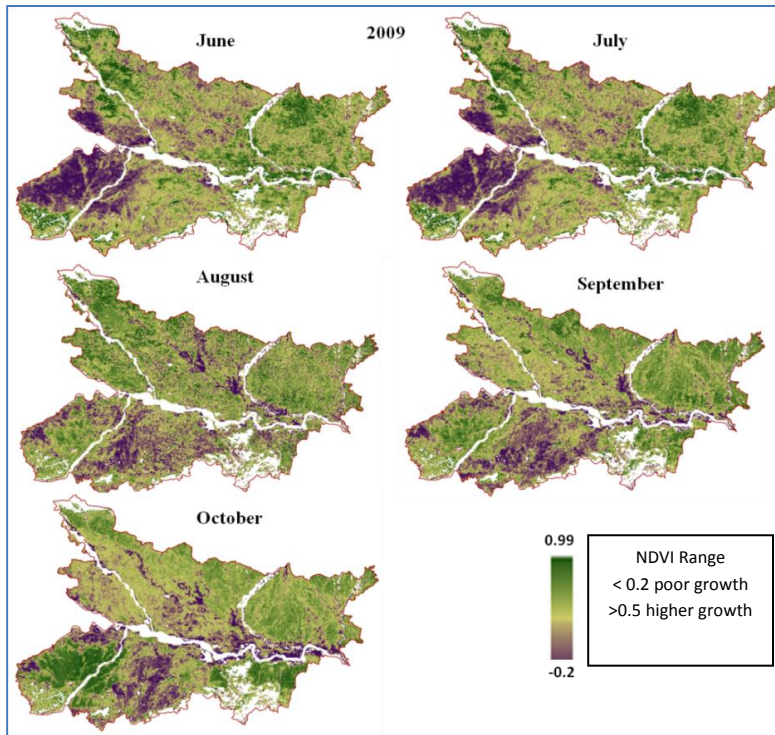 June
2009
July
August
September
October
0.99
-0.2
NDVI Range
< 0.2 poor growth
>0.5 higher growth